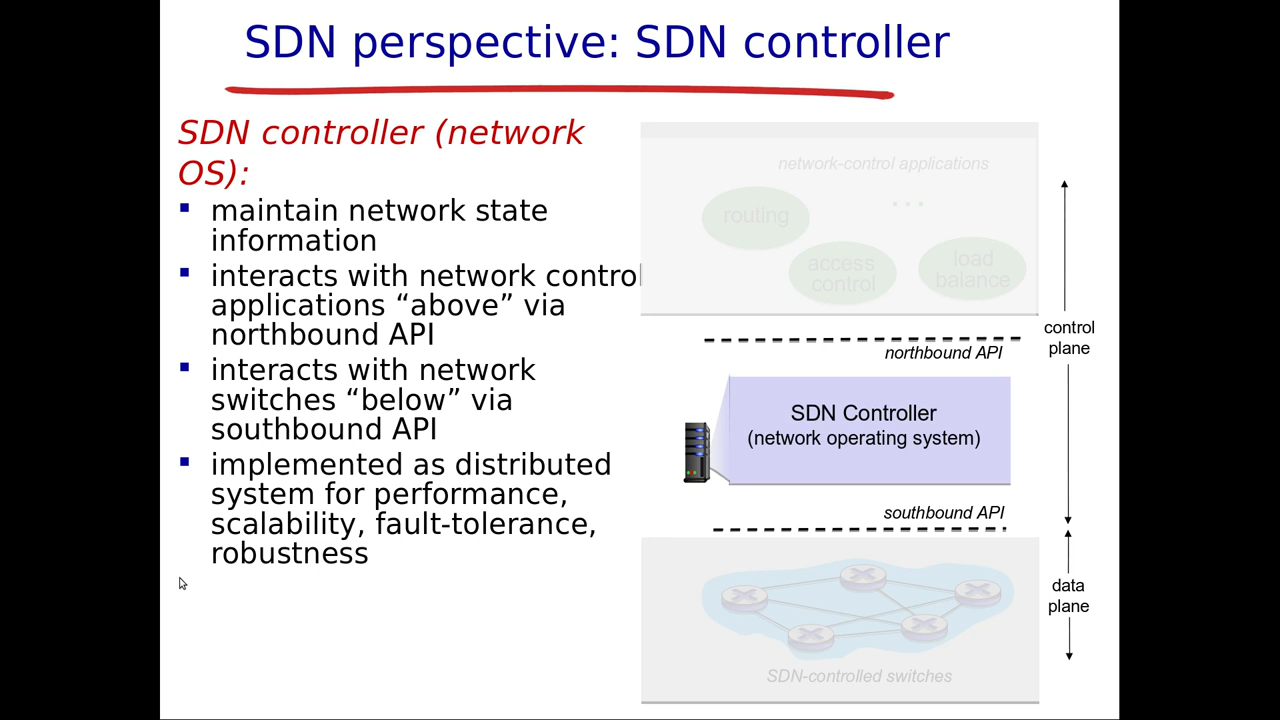 SDN perspective: SDN controller
SDN controller (network
OS):
maintain network state
information
interacts with network control
applications “above” via
northbound API
interacts with network
switches “below” via
southbound API
implemented as distributed
system for performance,
scalability, fault-tolerance,
robustness
network-control applications
routing
…
access
control
load
balance
control
plane
northbound API
SDN Controller
(network operating system)
southbound API
data
plane
SDN-controlled switches